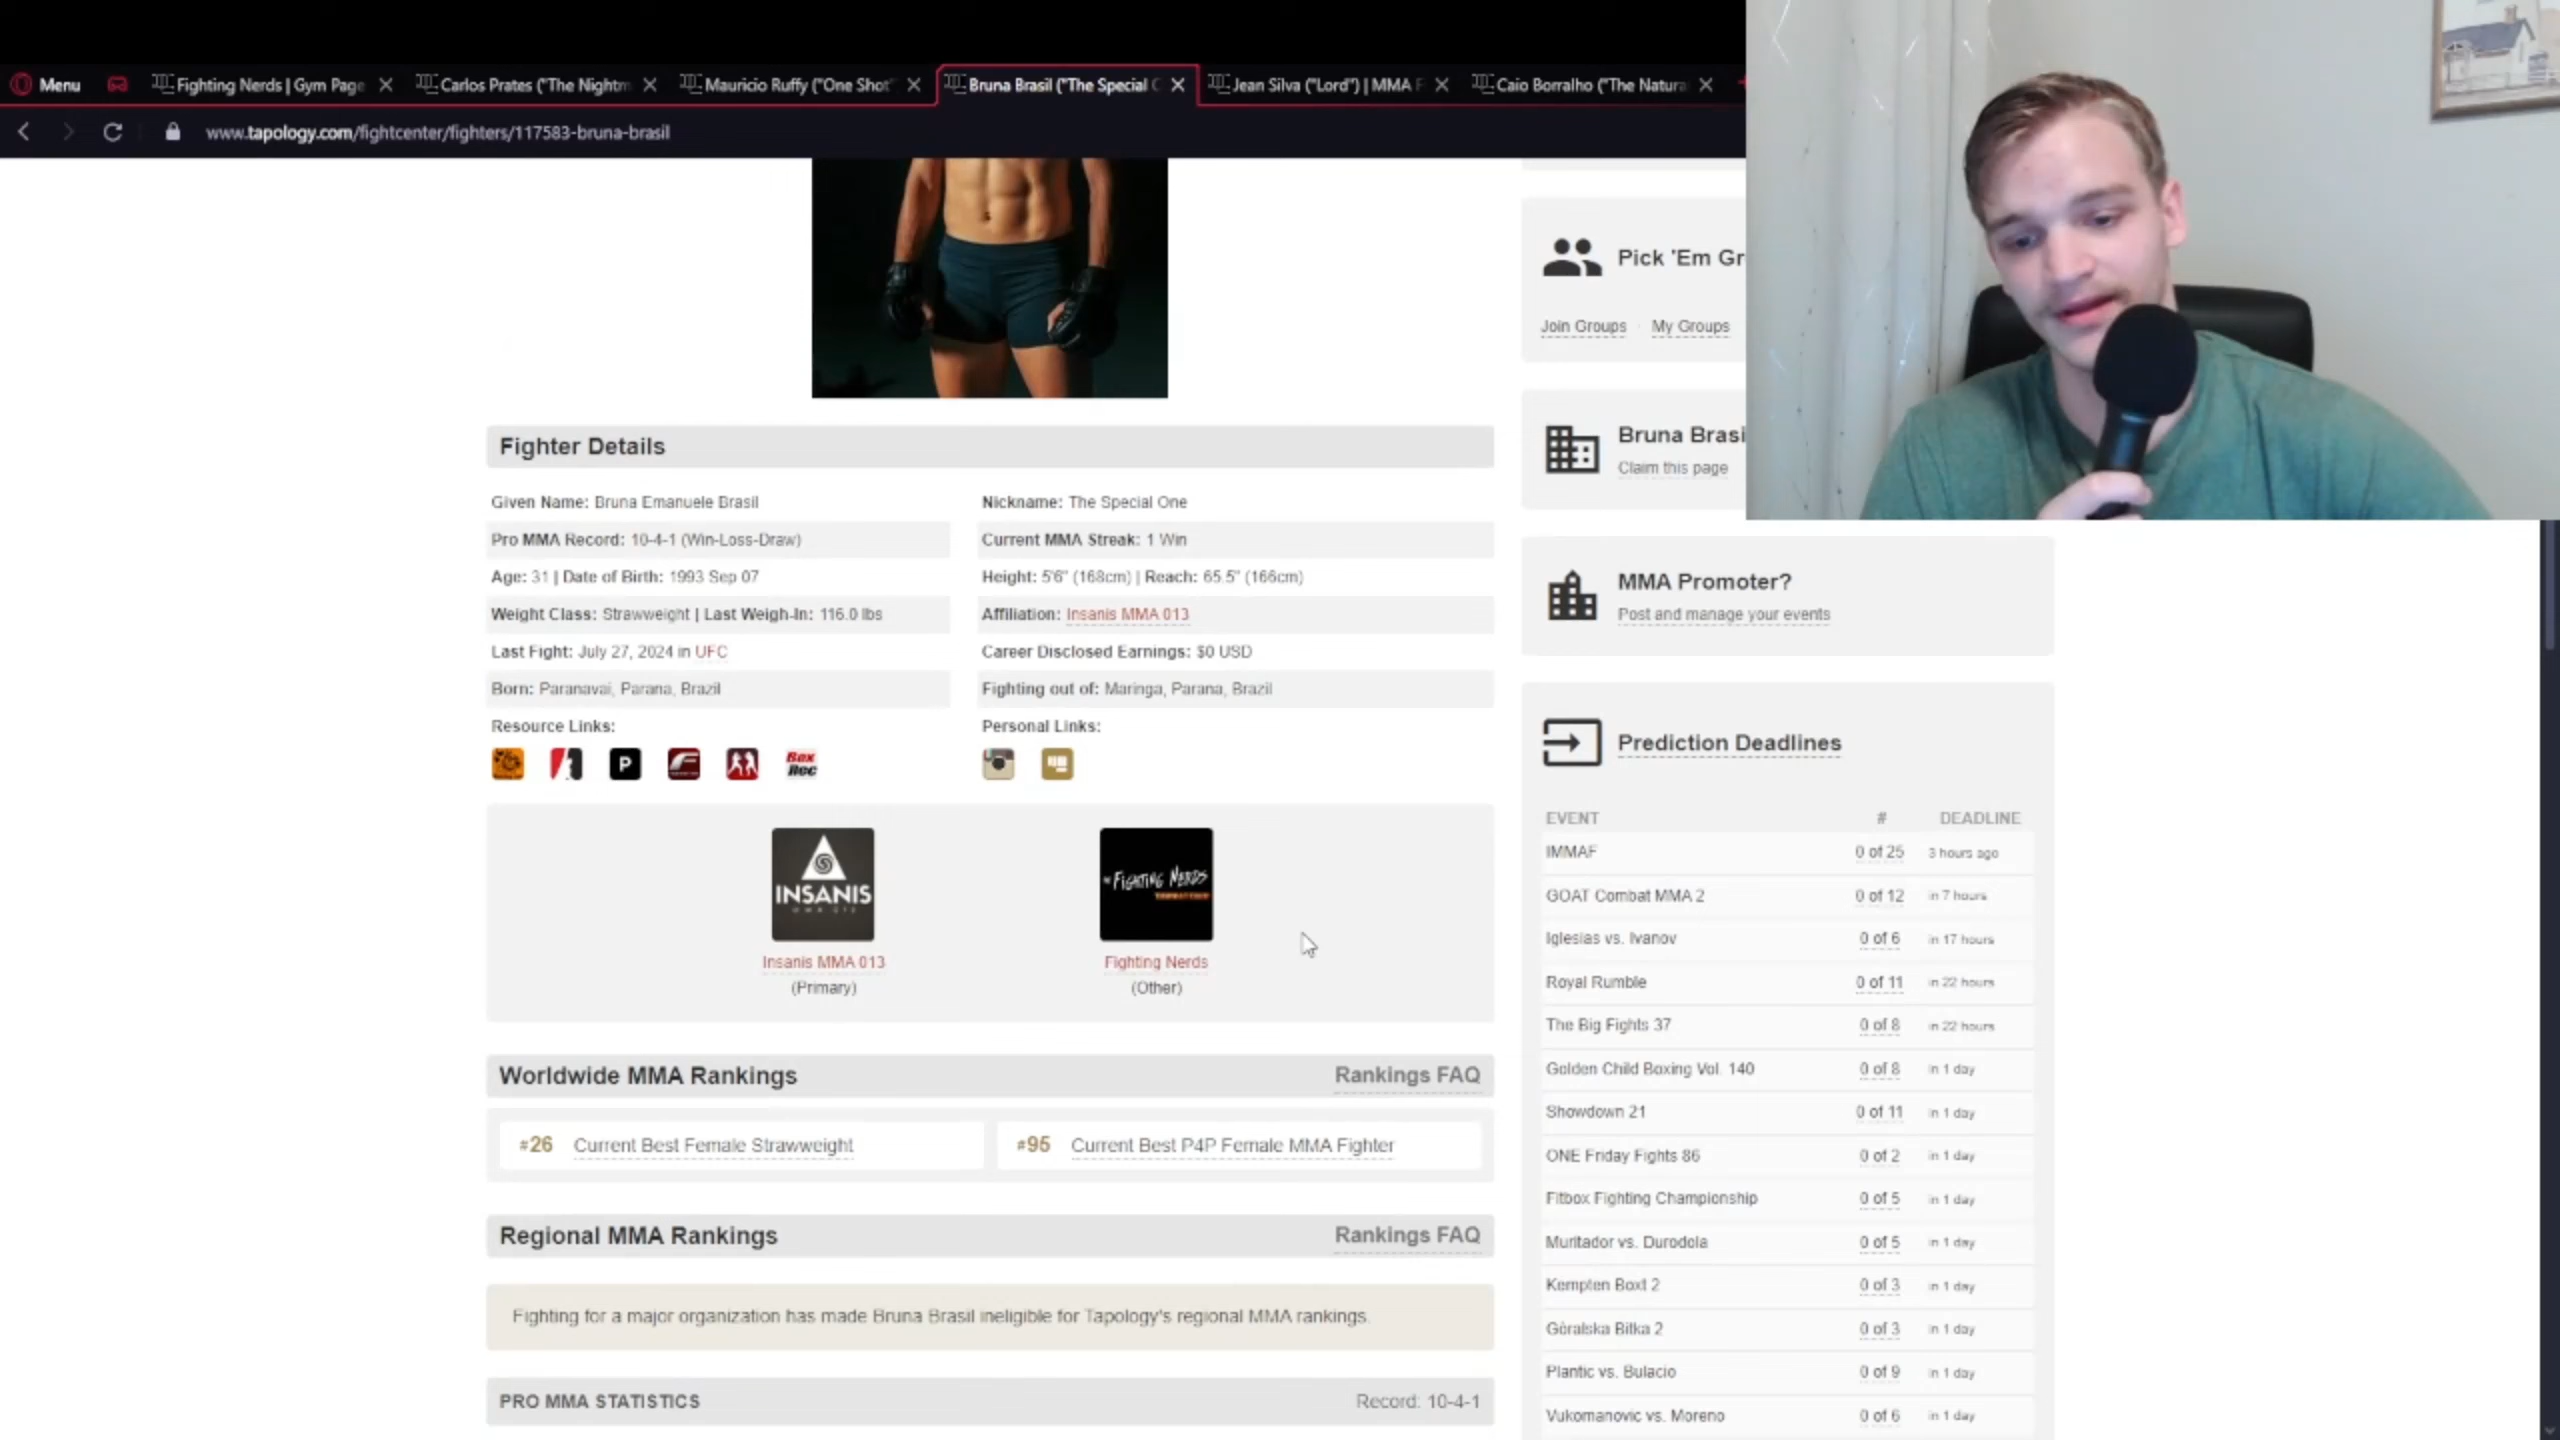 Menu
Fighting Nerds | Gym Page
Carlos Prates ("The Nightm
Mauricio Ruffy ("One Shot"
Bruna Brasil ("The Special O
Jean Silva ("Lord") | MMA F
Caio Borralho ("The Natura
www.tapology.com/fightcenter/fighters/117583-bruna-brasil
Fighter Details
Given Name: Bruna Emanuele Brasil
Nickname: The Special One
Pro MMA Record: 10-4-1 (Win-Loss-Draw)
Current MMA Streak: 1 Win
Age: 31 | Date of Birth: 1993 Sep 07
Height: 5'6" (168cm) | Reach: 65.5" (166cm)
Weight Class: Strawweight | Last Weigh-In: 116.0 lbs
Affiliation: Insanis MMA 013
Last Fight: July 27, 2024 in UFC
Career Disclosed Earnings: $0 USD
Born: Paranavai, Parana, Brazil
Fighting out of: Maringa, Parana, Brazil
Resource Links:
Personal Links:
P
Box
Rec
INSANIS
FIGHTING NERDS
Insanis MMA 013
(Primary)
Fighting Nerds
(Other)
Worldwide MMA Rankings
Rankings FAQ
#26 Current Best Female Strawweight
#95 Current Best P4P Female MMA Fighter
Regional MMA Rankings
Rankings FAQ
Fighting for a major organization has made Bruna Brasil ineligible for Tapology's regional MMA rankings.
PRO MMA STATISTICS
Record: 10-4-1
Pick 'Em Gr
Join Groups · My Groups
Bruna Brasi
Claim this page
MMA Promoter?
Post and manage your events
Prediction Deadlines
EVENT # DEADLINE
IMMAF 0 of 25 3 hours ago
GOAT Combat MMA 2 0 of 12 in 7 hours
Iglesias vs. Ivanov 0 of 6 in 17 hours
Royal Rumble 0 of 11 in 22 hours
The Big Fights 37 0 of 8 in 22 hours
Golden Child Boxing Vol. 140 0 of 8 in 1 day
Showdown 21 0 of 11 in 1 day
ONE Friday Fights 86 0 of 2 in 1 day
Fitbox Fighting Championship 0 of 5 in 1 day
Muritador vs. Durodola 0 of 5 in 1 day
Kempten Boxt 2 0 of 3 in 1 day
Góralska Bitka 2 0 of 3 in 1 day
Plantic vs. Bulacio 0 of 9 in 1 day
Vukomanovic vs. Moreno 0 of 6 in 1 day